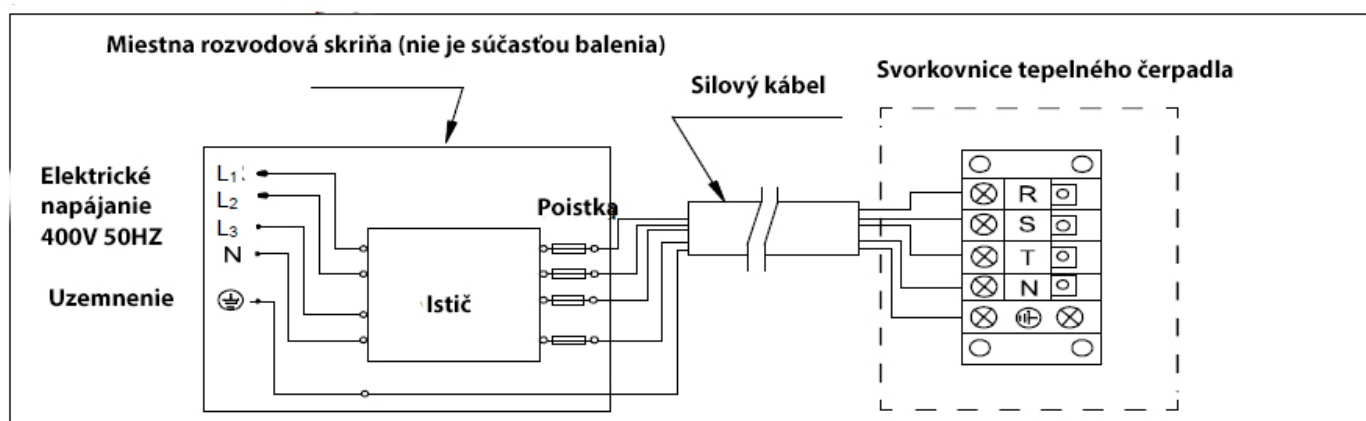 Miestna rozvodová skriňa (nie je súčasťou balenia)
Silový kábel
Svorkovnice tepelného čerpadla
Elektrické
napájanie
400V 50HZ
Uzemnenie
L1
L2
L3
N
Istič
Poistka
R
S
T
N